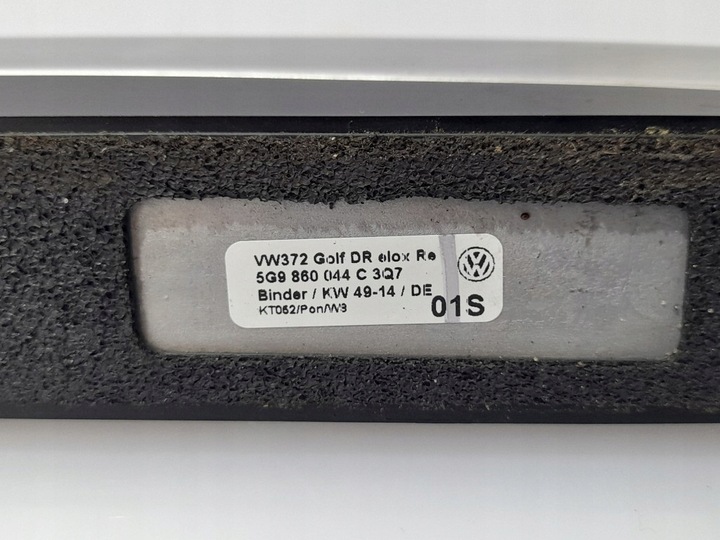 VW372 Golf DR elox Re
5G9 860 044 C 3Q7
Binder / KW 49-14 / DE
KT052/Pon/W3
01S